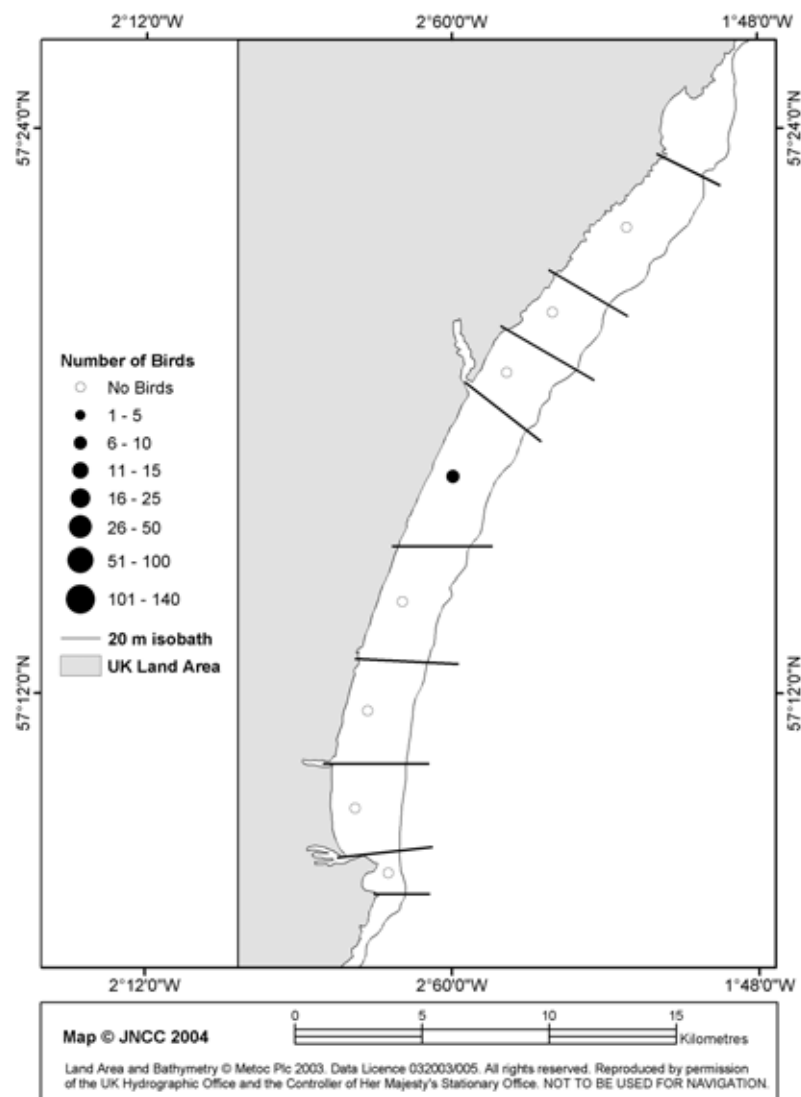 2°12'0"W 2°60'0"W 1°48'0"W
57°24'0"N 57°24'0"N
Number of Birds
No Birds
1 - 5
6 - 10
11 - 15
16 - 25
26 - 50
51 - 100
101 - 140
20 m isobath
UK Land Area
57°12'0"N 57°12'0"N
2°12'0"W 2°60'0"W 1°48'0"W
0 5 10 15
Map © JNCC 2004 Kilometres
Land Area and Bathymetry © Metoc Plc 2003. Data Licence 032003/005. All rights reserved. Reproduced by permission
of the UK Hydrographic Office and the Controller of Her Majesty's Stationary Office. NOT TO BE USED FOR NAVIGATION.